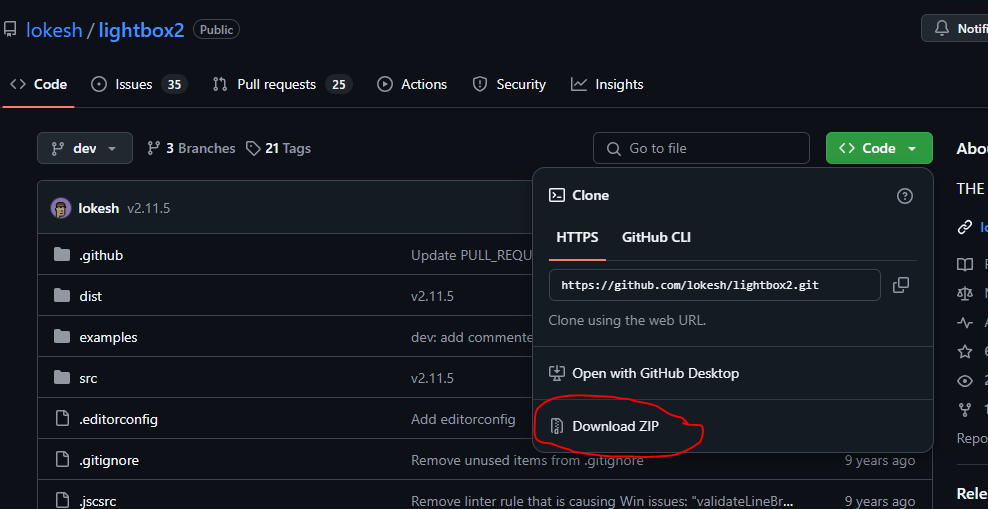 lokesh / lightbox2 Public
Notifi
Code Issues 35 Pull requests 25 Actions Security Insights
dev 3 Branches 21 Tags
Go to file
Code
Abou
lokesh v2.11.5
.github Update PULL_REQU
dist v2.11.5
examples dev: add commente
src v2.11.5
.editorconfig Add editorconfig
.gitignore Remove unused items from .gitignore 9 years ago
.jscsrc Remove linter rule that is causing Win issues: "validateLineBr... 9 years ago
Clone
HTTPS GitHub CLI
https://github.com/lokesh/lightbox2.git
Clone using the web URL.
Open with GitHub Desktop
Download ZIP
THE
lo
Repo
Rele